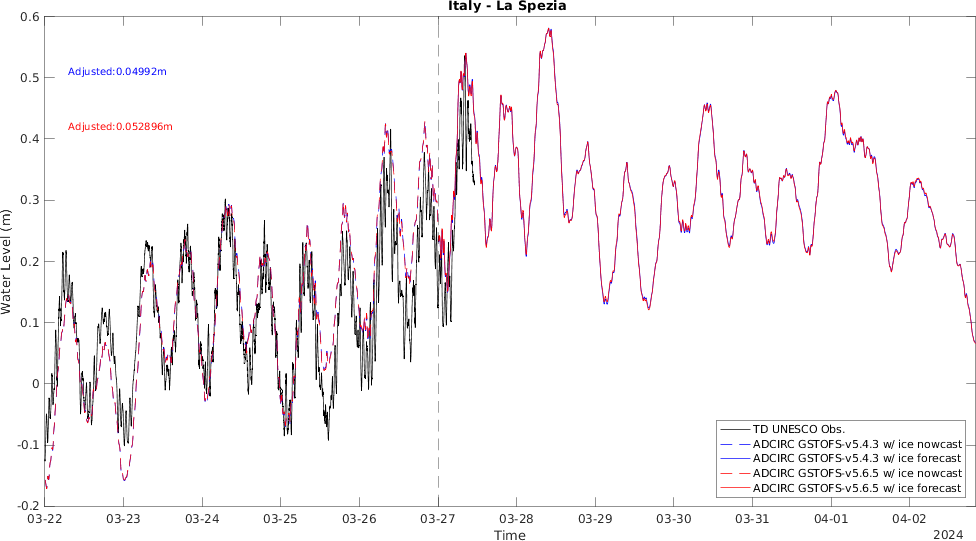 Italy - La Spezia
0.6
0.5
0.4
0.3
0.2
0.1
0
-0.1
-0.2
Water Level (m)
Adjusted:0.04992m
Adjusted:0.052896m
TD UNESCO Obs.
ADCIRC GSTOFS-v5.4.3 w/ ice nowcast
ADCIRC GSTOFS-v5.4.3 w/ ice forecast
ADCIRC GSTOFS-v5.6.5 w/ ice nowcast
ADCIRC GSTOFS-v5.6.5 w/ ice forecast
03-22 03-23 03-24 03-25 03-26 03-27 03-28 03-29 03-30 03-31 04-01 04-02
Time
2024